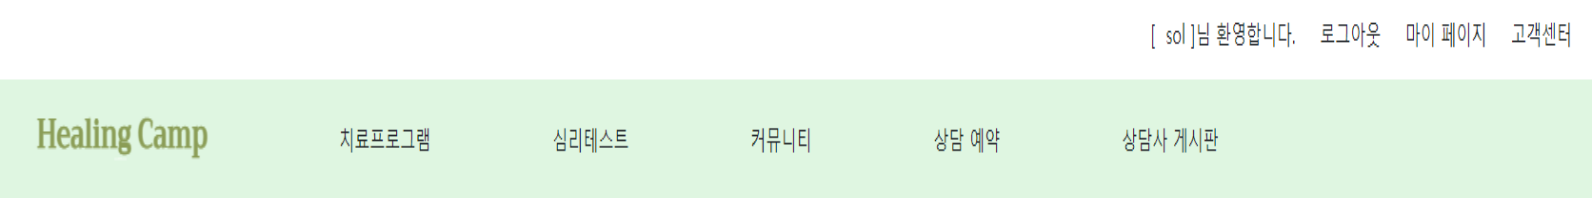 [ sol ]님 환영합니다. 로그아웃 마이 페이지 고객센터
Healing Camp 치료프로그램 심리테스트 커뮤니티 상담 예약 상담사 게시판